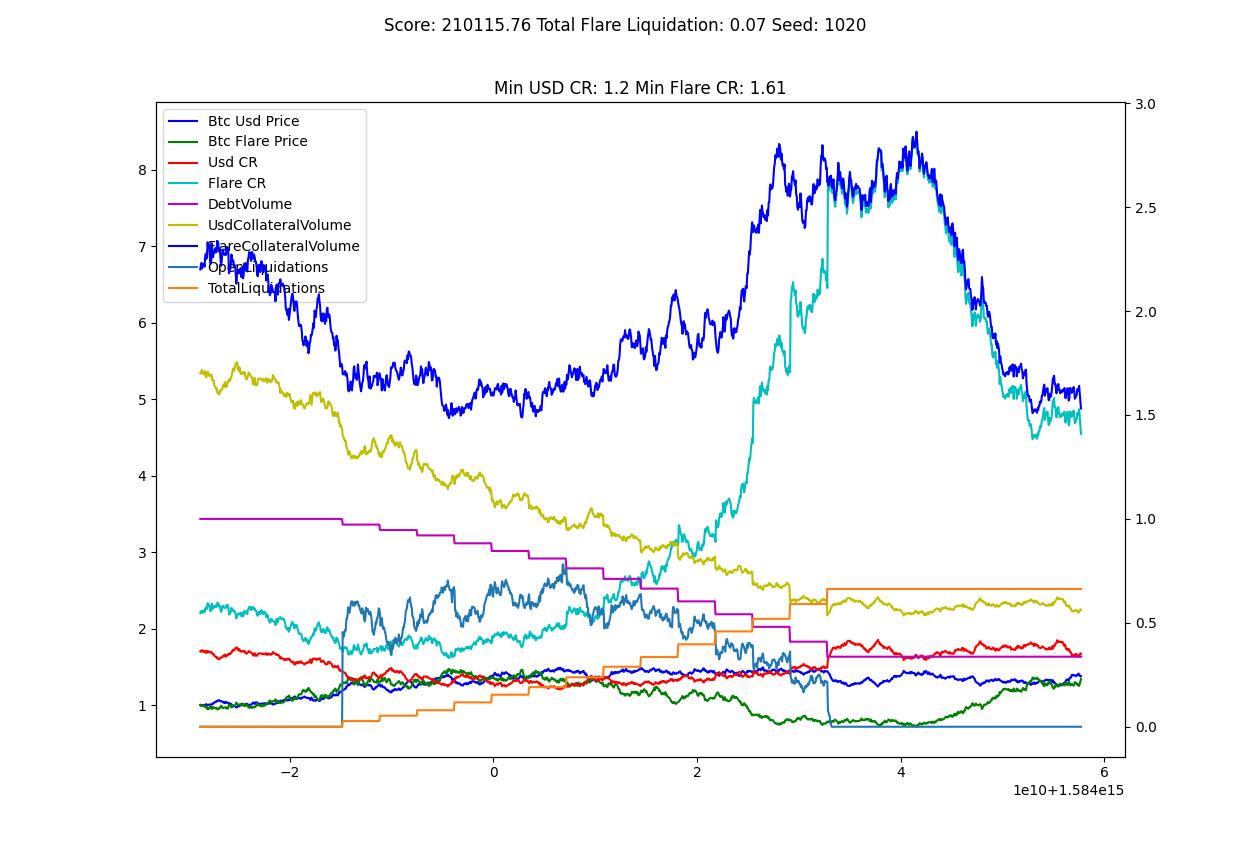 Score: 210115.76 Total Flare Liquidation: 0.07 Seed: 1020
Min USD CR: 1.2 Min Flare CR: 1.61
Btc Usd Price
Btc Flare Price
Usd CR
Flare CR
DebtVolume
UsdCollateralVolume
FlareCollateralVolume
OpenLiquidations
TotalLiquidations
8
7
6
5
4
3
2
1
3.0
2.5
2.0
1.5
1.0
0.5
0.0
−2
0
2
4
6
1e10+1.584e15